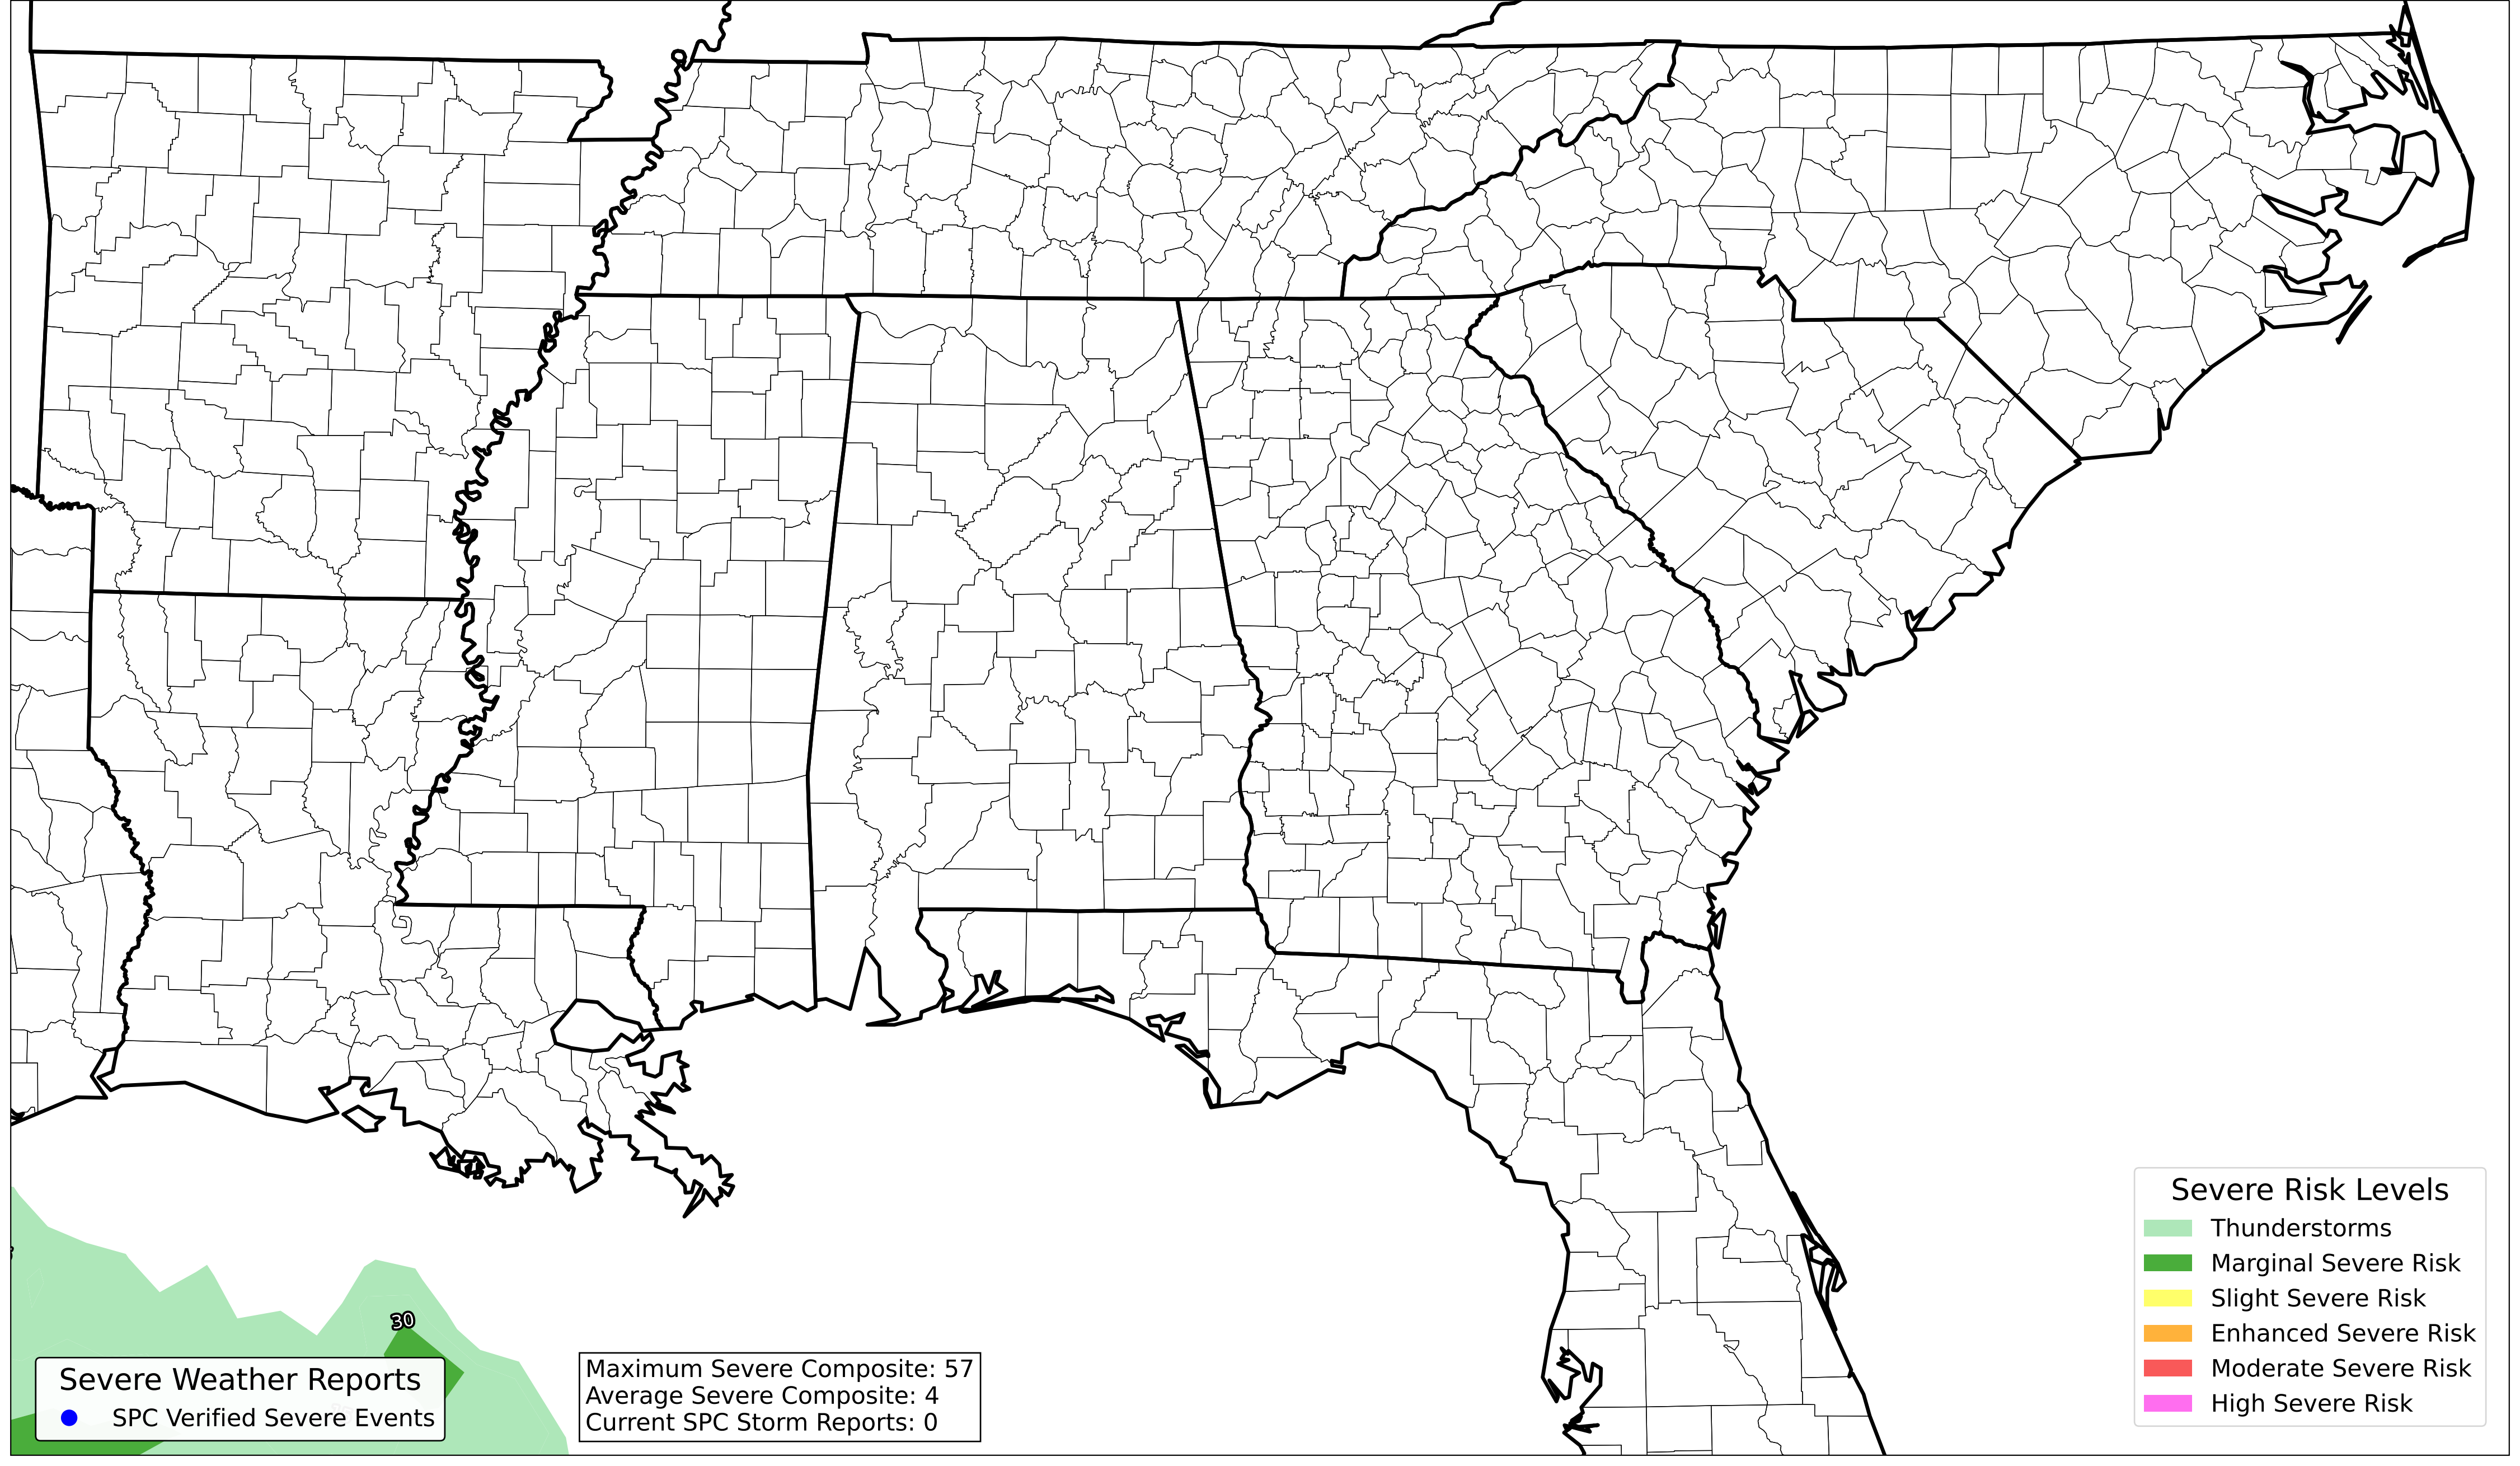 30
Severe Weather Reports
SPC Verified Severe Events
Maximum Severe Composite: 57
Average Severe Composite: 4
Current SPC Storm Reports: 0
Severe Risk Levels
Thunderstorms
Marginal Severe Risk
Slight Severe Risk
Enhanced Severe Risk
Moderate Severe Risk
High Severe Risk